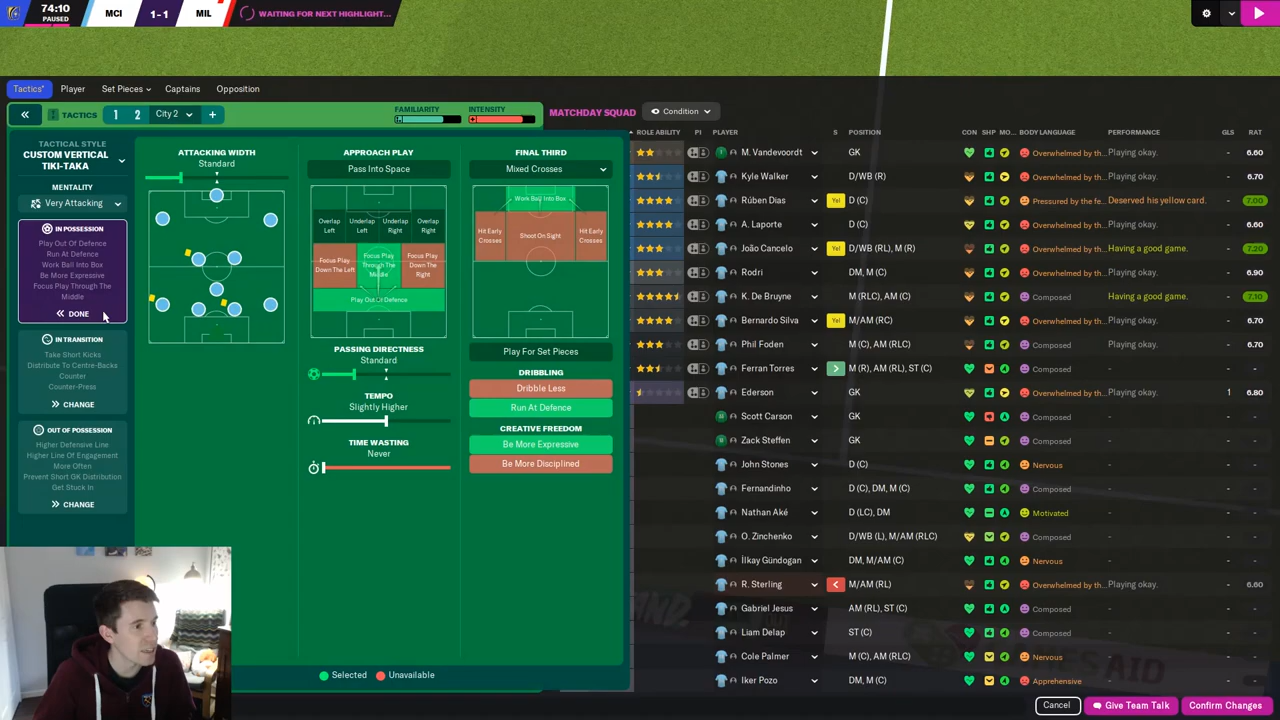 74:10
PAUSED
MCI
1 - 1
MIL
WAITING FOR NEXT HIGHLIGHT...
Tactics*
Player
Set Pieces
Captains
Opposition
TACTICS
1
2
City 2
FAMILIARITY
INTENSITY
MATCHDAY SQUAD
Condition
TACTICAL STYLE
CUSTOM VERTICAL
TIKI-TAKA
MENTALITY
Very Attacking
IN POSSESSION
Play Out Of Defence
Run At Defence
Work Ball Into Box
Be More Expressive
Focus Play Through The
Middle
DONE
IN TRANSITION
Take Short Kicks
Distribute To Centre-Backs
Counter
Counter-Press
CHANGE
OUT OF POSSESSION
Higher Defensive Line
Higher Line Of Engagement
More Often
Prevent Short GK Distribution
Get Stuck In
CHANGE
ATTACKING WIDTH
Standard
APPROACH PLAY
Pass Into Space
Overlap Left
Underlap Left
Underlap Right
Overlap Right
Focus Play Down The Left
Focus Play Through The Middle
Focus Play Down The Right
Play Out Of Defence
PASSING DIRECTNESS
Standard
TEMPO
Slightly Higher
TIME WASTING
Never
FINAL THIRD
Mixed Crosses
Work Ball Into Box
Hit Early Crosses
Shoot On Sight
Hit Early Crosses
Play For Set Pieces
DRIBBLING
Dribble Less
Run At Defence
CREATIVE FREEDOM
Be More Expressive
Be More Disciplined
Selected
Unavailable
ROLE ABILITY PI PLAYER S POSITION CON SHP MO... BODY LANGUAGE PERFORMANCE GLS RAT
M. Vandevoordt GK Overwhelmed by th... Playing okay. - 6.70
Kyle Walker D/WB (R) Overwhelmed by th... Playing okay. - 6.70
Rúben Dias Yel D (C) Pressured by the fe... Deserved his yellow card. - 7.00
A. Laporte D (C) Overwhelmed by th... Playing okay. - 6.60
João Cancelo Yel D/WB (RL), M (R) Overwhelmed by th... Having a good game. - 7.20
Pedri DM, M (C) Overwhelmed by th... Playing okay. - 6.90
K. De Bruyne M (RLC), AM (C) Composed Having a good game. - 7.10
Bernardo Silva Yel M/AM (RC) Overwhelmed by th... Playing okay. - 6.70
Phil Foden M (C), AM (RLC) Composed Playing okay. - 6.70
Ferran Torres M (R), AM (RL), ST (C) Overwhelmed by th... Playing okay. - 6.80
Ederson GK Overwhelmed by th... Playing okay. 1 6.80
Scott Carson GK Composed - - -
Zack Steffen GK Composed - - -
John Stones D (C) Nervous - - -
Fernandinho D (C), DM, M (C) Composed - - -
Nathan Aké D (LC), DM Motivated - - -
O. Zinchenko D/WB (L), M/AM (RLC) Composed - - -
İlkay Gündogan DM, M/AM (C) Nervous - - -
R. Sterling M/AM (RL) Overwhelmed by th... Playing okay. - 6.60
Gabriel Jesus AM (RL), ST (C) Composed - - -
Liam Delap ST (C) Composed - - -
Cole Palmer M (C), AM (RLC) Nervous - - -
Iker Pozo DM, M (C) Apprehensive - - -
Cancel
Give Team Talk
Confirm Changes